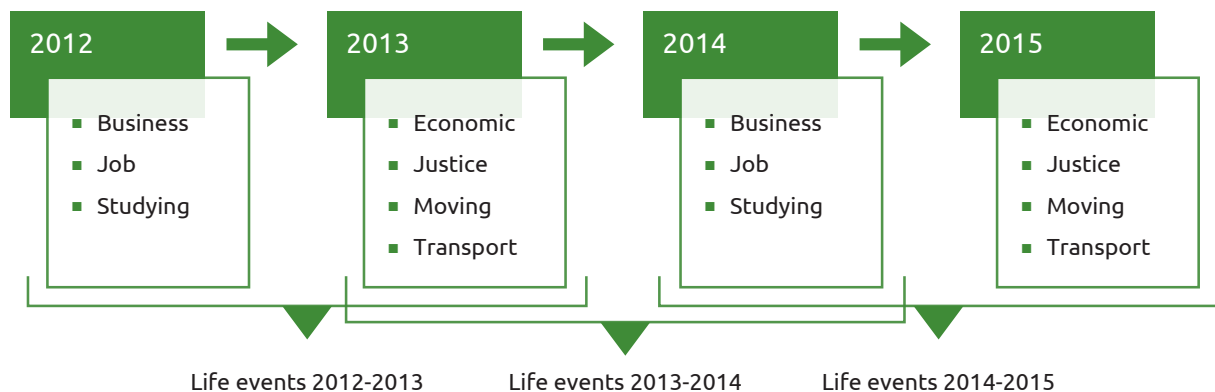 2012
2013
2014
2015
Business
Job
Studying
Economic
Justice
Moving
Transport
Business
Job
Studying
Economic
Justice
Moving
Transport
Life events 2012-2013
Life events 2013-2014
Life events 2014-2015